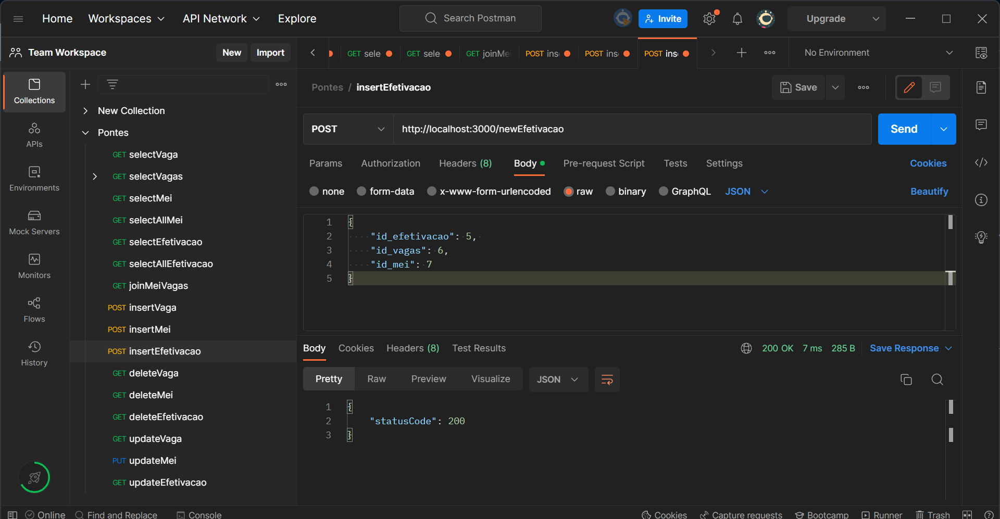 Home Workspaces API Network Explore Search Postman Invite Upgrade
Team Workspace New Import
GET sele GET sele GET joinMei POST ins POST ins POST ins No Environment
Collections
APIs
Environments
Mock Servers
Monitors
Flows
History
New Collection
Pontes
GET selectVaga
GET selectVagas
GET selectMei
GET selectAllMei
GET selectEfetivacao
GET selectAllEfetivacao
GET joinMeiVagas
POST insertVaga
POST insertMei
POST insertEfetivacao
GET deleteVaga
GET deleteMei
GET deleteEfetivacao
GET updateVaga
PUT updateMei
GET updateEfetivacao
Pontes / insertEfetivacao Save
POST http://localhost:3000/newEfetivacao Send
Params Authorization Headers (8) Body Pre-request Script Tests Settings Cookies
none form-data x-www-form-urlencoded raw binary GraphQL JSON Beautify
1 {
2 "id_efetivacao": 5,
3 "id_vagas": 6,
4 "id_mei": 7
5 }
Body Cookies Headers (8) Test Results 200 OK 7 ms 285 B Save Response
Pretty Raw Preview Visualize JSON
1 {
2 "statusCode": 200
3 }
Online Find and Replace Console Cookies Capture requests Bootcamp Runner Trash